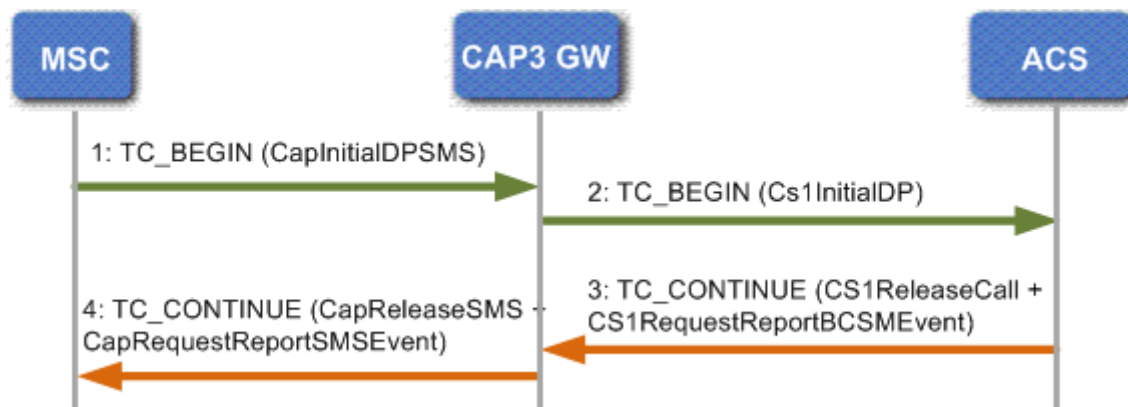 MSC
CAP3 GW
ACS
1: TC_BEGIN (CapInitialDPSMS)
2: TC_BEGIN (Cs1InitialDP)
3: TC_CONTINUE (CS1ReleaseCall +
CS1RequestReportBCSMEvent)
4: TC_CONTINUE (CapReleaseSMS +
CapRequestReportSMSEvent)